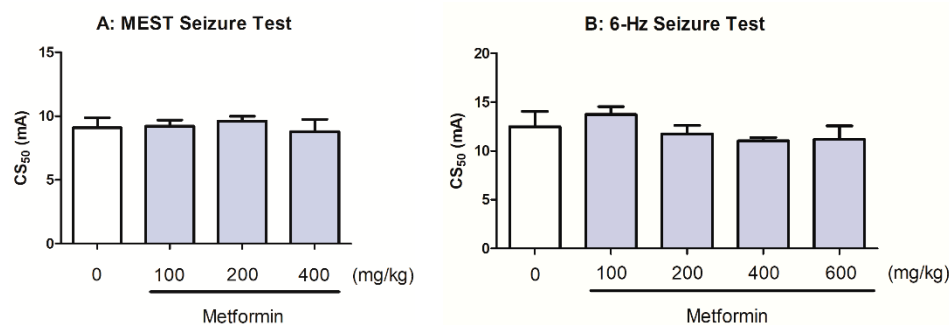 A: MEST Seizure Test
15
10
5
0
CS₅₀ (mA)
0 100 200 400 (mg/kg)
Metformin
B: 6-Hz Seizure Test
20
15
10
5
0
CS₅₀ (mA)
0 100 200 400 600 (mg/kg)
Metformin